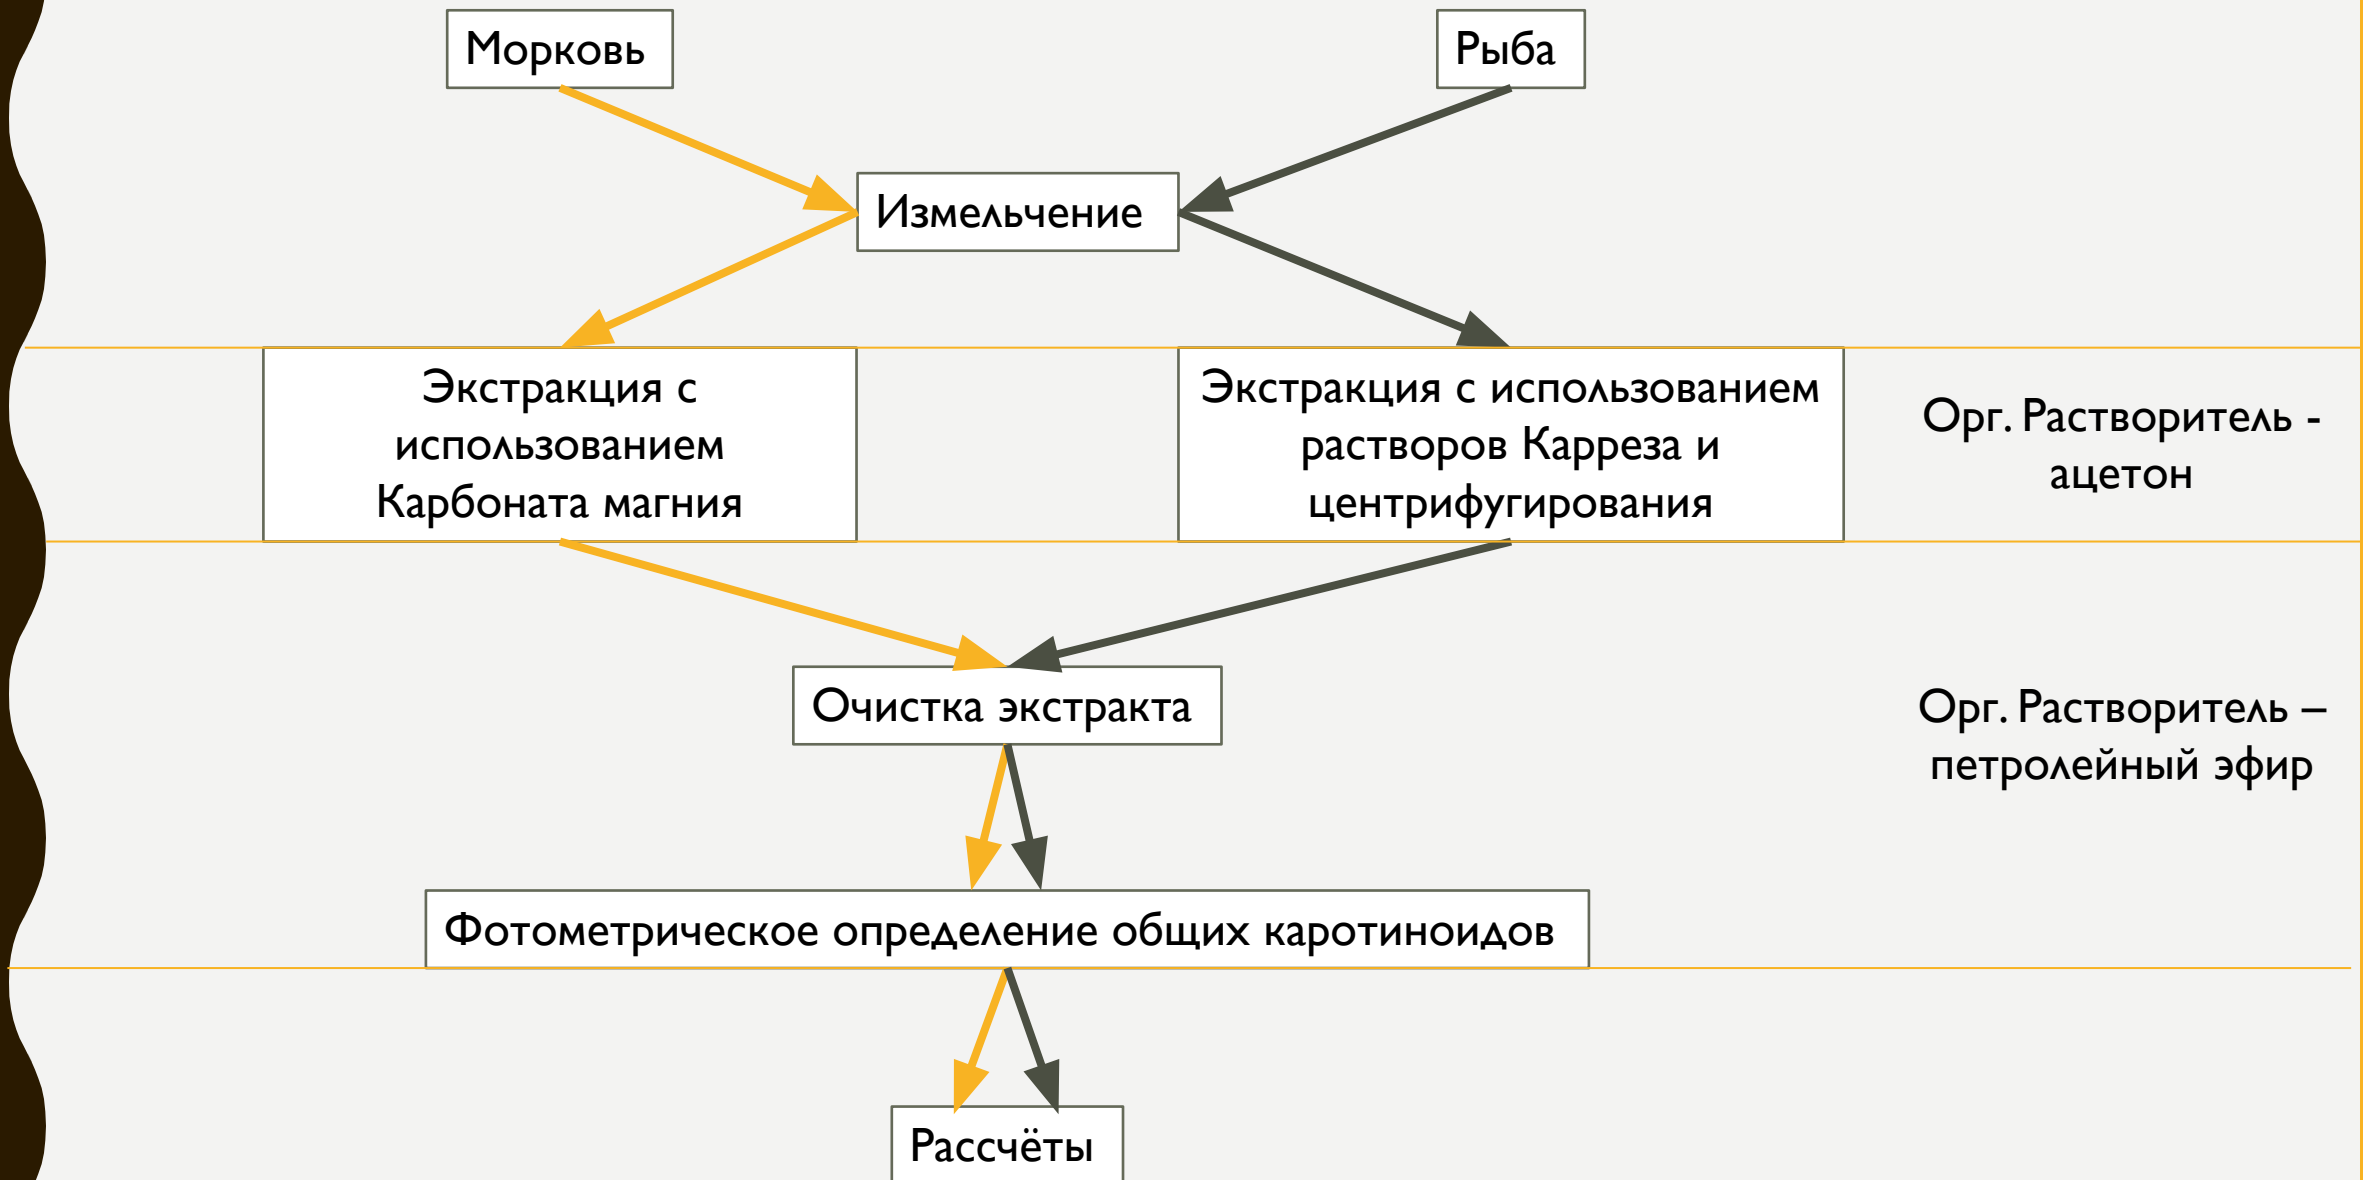 Морковь
Рыба
Измельчение
Экстракция с
использованием
Карбоната магния
Экстракция с использованием
растворов Карреза и
центрифугирования
Орг. Растворитель -
ацетон
Очистка экстракта
Орг. Растворитель –
петролейный эфир
Фотометрическое определение общих каротиноидов
Рассчёты